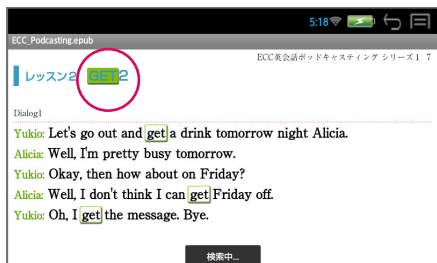 5:18
ECC_Podcasting.epub
ECC英会話ポッドキャスティング シリーズ1 7
レッスン2 GET2
Dialog1
Yukio: Let's go out and get a drink tomorrow night Alicia.
Alicia: Well, I'm pretty busy tomorrow.
Yukio: Okay, then how about on Friday?
Alicia: Well, I don't think I can get Friday off.
Yukio: Oh, I get the message. Bye.
検索中...